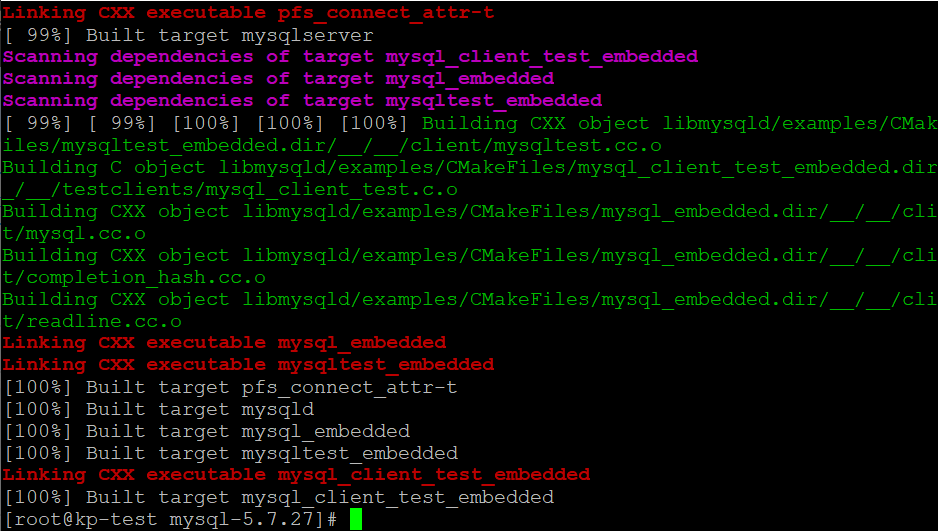 Linking CXX executable pfs_connect_attr-t
[ 99%] Built target mysqlserver
Scanning dependencies of target mysql_client_test_embedded
Scanning dependencies of target mysql_embedded
Scanning dependencies of target mysqltest_embedded
[ 99%] [ 99%] [100%] [100%] [100%] Building CXX object libmysqld/examples/CMak
iles/mysqltest_embedded.dir/__/__/client/mysqltest.cc.o
Building C object libmysqld/examples/CMakeFiles/mysql_client_test_embedded.dir
_/__/testclients/mysql_client_test.c.o
Building CXX object libmysqld/examples/CMakeFiles/mysql_embedded.dir/__/__/cli
t/mysql.cc.o
Building CXX object libmysqld/examples/CMakeFiles/mysql_embedded.dir/__/__/cli
t/completion_hash.cc.o
Building CXX object libmysqld/examples/CMakeFiles/mysql_embedded.dir/__/__/cli
t/readline.cc.o
Linking CXX executable mysql_embedded
Linking CXX executable mysqltest_embedded
[100%] Built target pfs_connect_attr-t
[100%] Built target mysqld
[100%] Built target mysql_embedded
[100%] Built target mysqltest_embedded
Linking CXX executable mysql_client_test_embedded
[100%] Built target mysql_client_test_embedded
[root@kp-test mysql-5.7.27]#